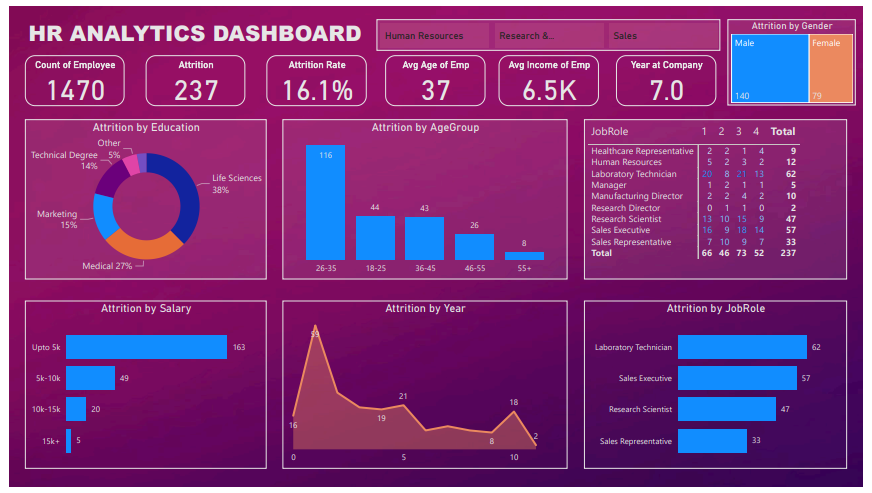 HR ANALYTICS DASHBOARD
Human Resources
Research &...
Sales
Attrition by Gender
Male
Female
140
79
Count of Employee
1470
Attrition
237
Attrition Rate
16.1%
Avg Age of Emp
37
Avg Income of Emp
6.5K
Year at Company
7.0
Attrition by Education
Other
5%
Technical Degree
14%
Life Sciences
38%
Marketing
15%
Medical 27%
Attrition by AgeGroup
116
44
43
26
8
26-35 18-25 36-45 46-55 55+
JobRole 1 2 3 4 Total
Healthcare Representative 2 2 1 4 9
Human Resources 5 2 3 2 12
Laboratory Technician 20 8 21 13 62
Manager 1 2 1 1 5
Manufacturing Director 2 2 4 2 10
Research Director 0 1 1 0 2
Research Scientist 13 10 15 9 47
Sales Executive 16 9 18 14 57
Sales Representative 7 10 9 7 33
Total 66 46 73 52 237
Attrition by Salary
Upto 5k 163
5k-10k 49
10k-15k 20
15k+ 5
Attrition by Year
59
16
19
21
8
18
2
0 5 10
Attrition by JobRole
Laboratory Technician 62
Sales Executive 57
Research Scientist 47
Sales Representative 33